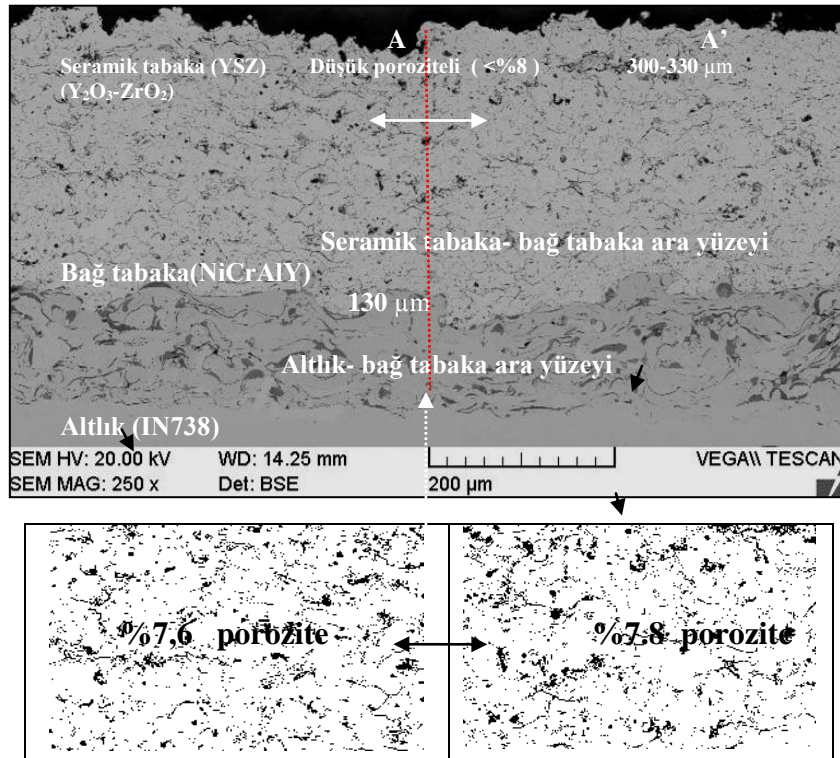 A A’
Seramik tabaka (YSZ) Düşük poroziteli ( <%8 ) 300-330 µm
(Y2O3-ZrO2)
Seramik tabaka- bağ tabaka ara yüzeyi
Bağ tabaka(NiCrAlY)
130 µm
Altlık- bağ tabaka ara yüzeyi
Altlık (IN738)
SEM HV: 20.00 kV WD: 14.25 mm VEGA\\ TESCAN
SEM MAG: 250 x Det: BSE 200 µm
%7,6 porozite %7.8 porozite